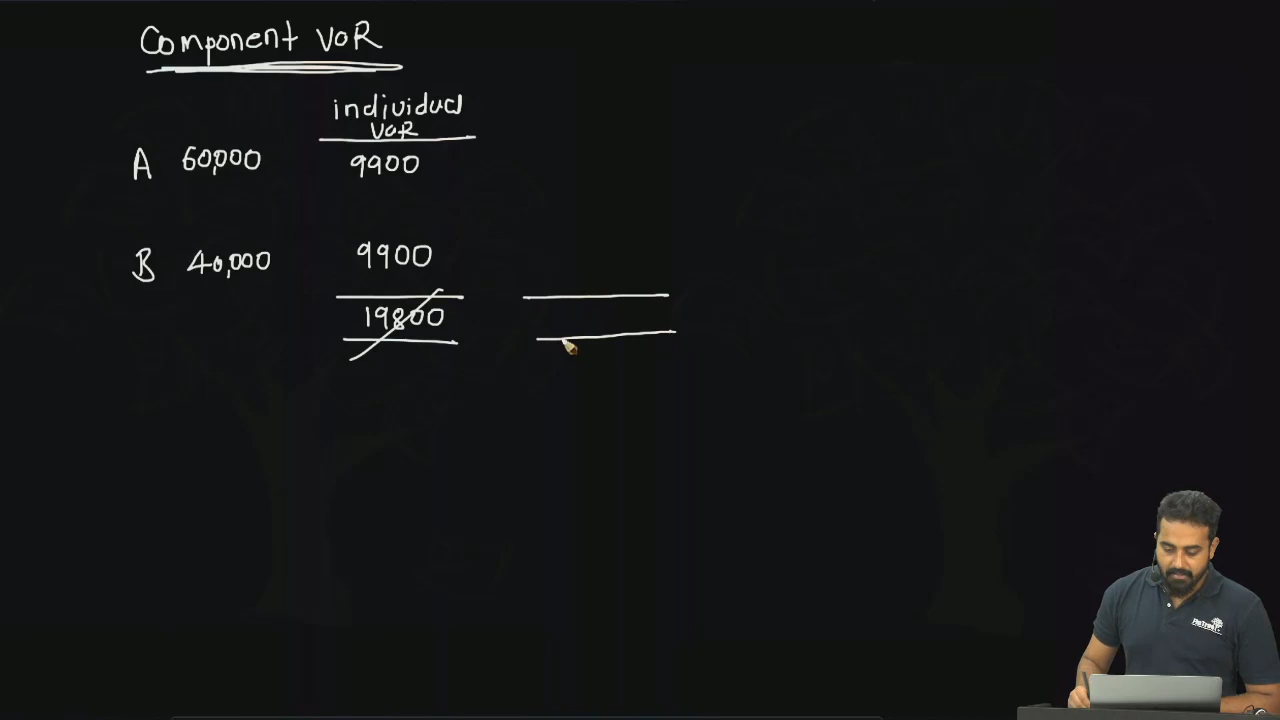 Component VaR
individual
VaR
A 60,000 9900
B 40,000 9900
19800